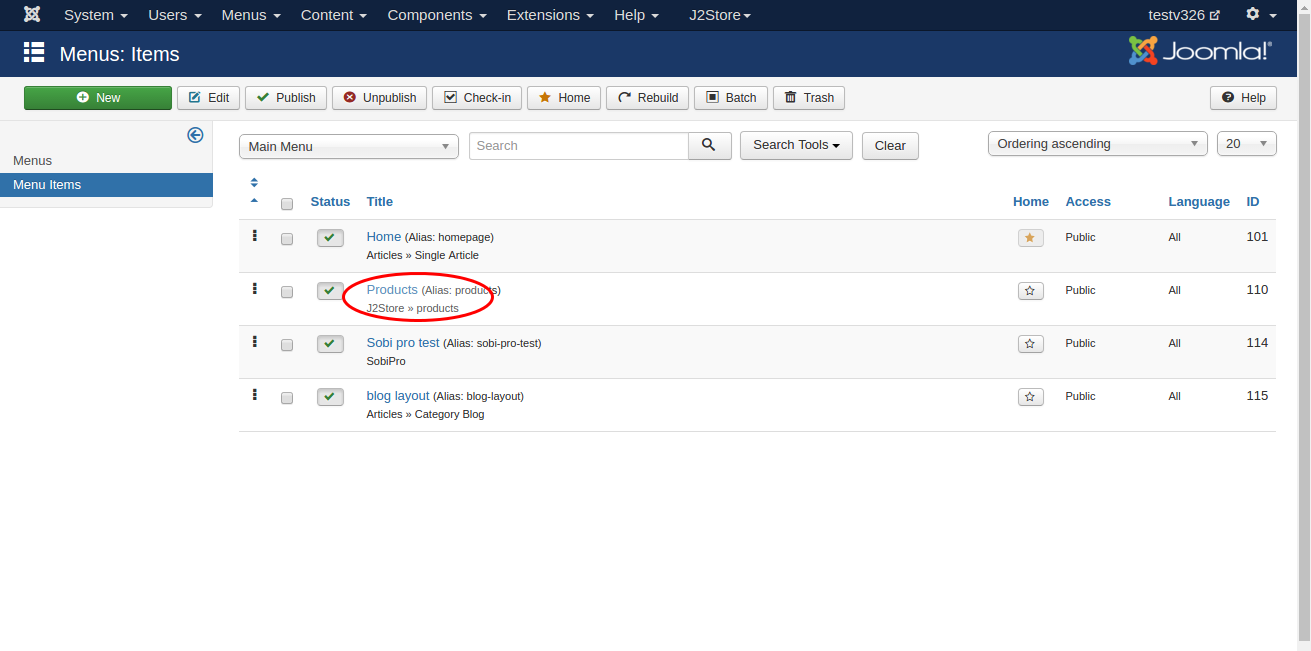 System Users Menus Content Components Extensions Help J2Store testv326
Menus: Items Joomla!®
New Edit Publish Unpublish Check-in Home Rebuild Batch Trash Help
Menus
Menu Items
Main Menu Search Search Tools Clear Ordering ascending 20
Status Title Home Access Language ID
Home (Alias: homepage) Public All 101
Articles » Single Article
Products (Alias: products) Public All 110
J2Store » products
Sobi pro test (Alias: sobi-pro-test) Public All 114
SobiPro
blog layout (Alias: blog-layout) Public All 115
Articles » Category Blog